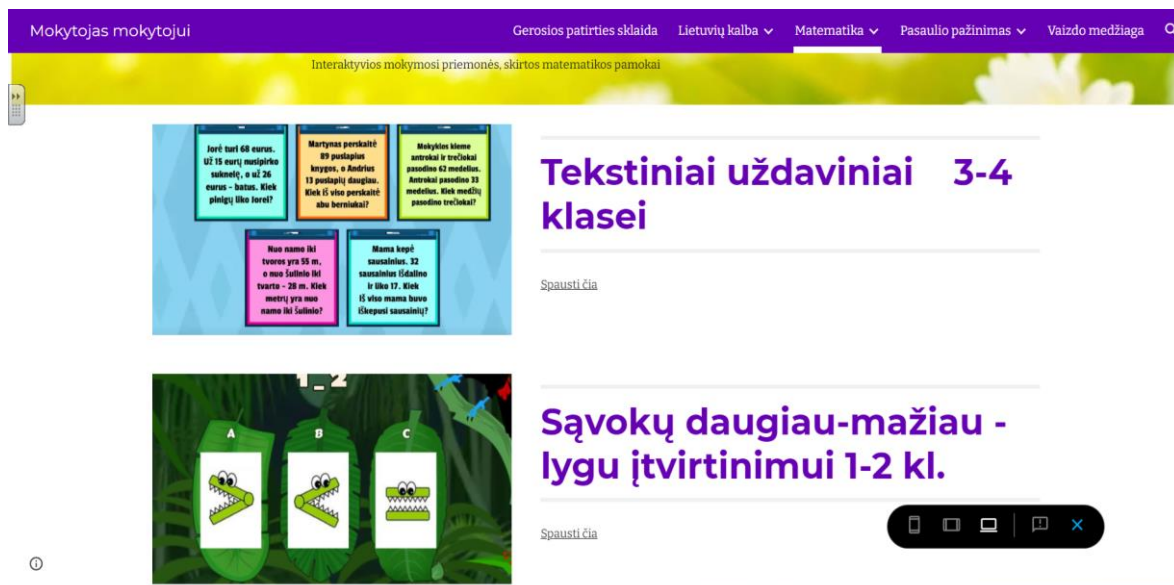 Mokytojas mokytojui
Gerosios patirties sklaida
Lietuvių kalba
Matematika
Pasaulio pažinimas
Vaizdo medžiaga
Interaktyvios mokymosi priemonės, skirtos matematikos pamokai
Jorė turi 68 eurus.
Už 15 eurų nusipirko
suknelę, o už 26
eurus - batus. Kiek
pinigų liko Jorei?
Martynas perskaitė
89 puslapius
knygos, o Andrius
13 puslapių daugiau.
Kiek iš viso perskaitė
abu berniukai?
Mokyklos kieme
antrokai ir trečiokai
pasodino 62 medelius.
Antrokai pasodino 33
medelius. Kiek medžių
pasodino trečiokai?
Nuo namo iki
tvoros yra 55 m,
o nuo šulinio iki
tvarto - 28 m. Kiek
metrų yra nuo
namo iki šulinio?
Mama kepė
sausainius. 32
sausainius išdalino
ir liko 17. Kiek
iš viso mama buvo
iškepusi sausainių?
Tekstiniai uždaviniai 3-4
klasei
Spausti čia
1_2
A
B
C
Sąvokų daugiau-mažiau -
lygu įtvirtinimui 1-2 kl.
Spausti čia